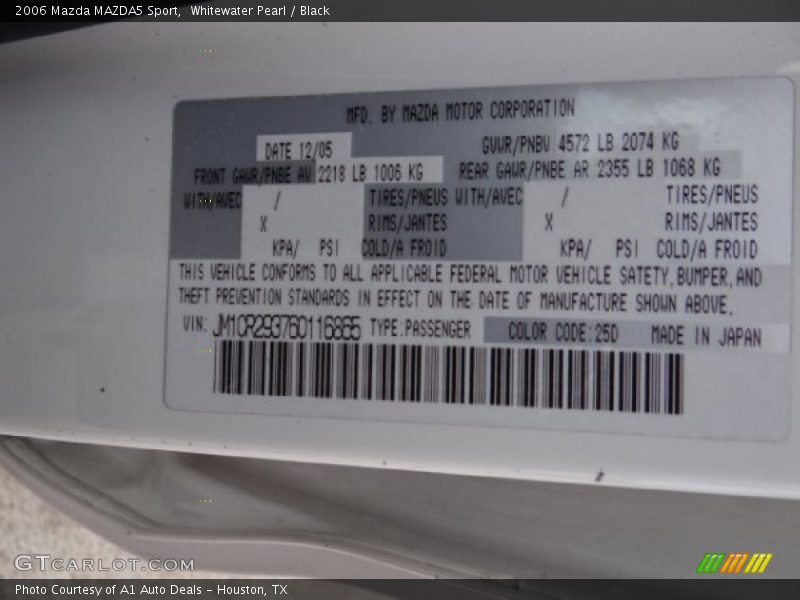 2006 Mazda MAZDA5 Sport,  Whitewater Pearl / Black
MFD. BY MAZDA MOTOR CORPORATION
DATE 12/05 GVWR/PNBV 4572 LB 2074 KG
FRONT GAWR/PNBE AV 2218 LB 1006 KG REAR GAWR/PNBE AR 2355 LB 1068 KG
WITH/AVEC / TIRES/PNEUS WITH/AVEC / TIRES/PNEUS
X RIMS/JANTES X RIMS/JANTES
KPA/ PSI COLD/A FROID KPA/ PSI COLD/A FROID
THIS VEHICLE CONFORMS TO ALL APPLICABLE FEDERAL MOTOR VEHICLE SAFETY,BUMPER,AND
THEFT PREVENTION STANDARDS IN EFFECT ON THE DATE OF MANUFACTURE SHOWN ABOVE.
VIN: JM1CR293760116865 TYPE:PASSENGER COLOR CODE:25D MADE IN JAPAN
GTCARLOT.COM
Photo Courtesy of A1 Auto Deals - Houston, TX